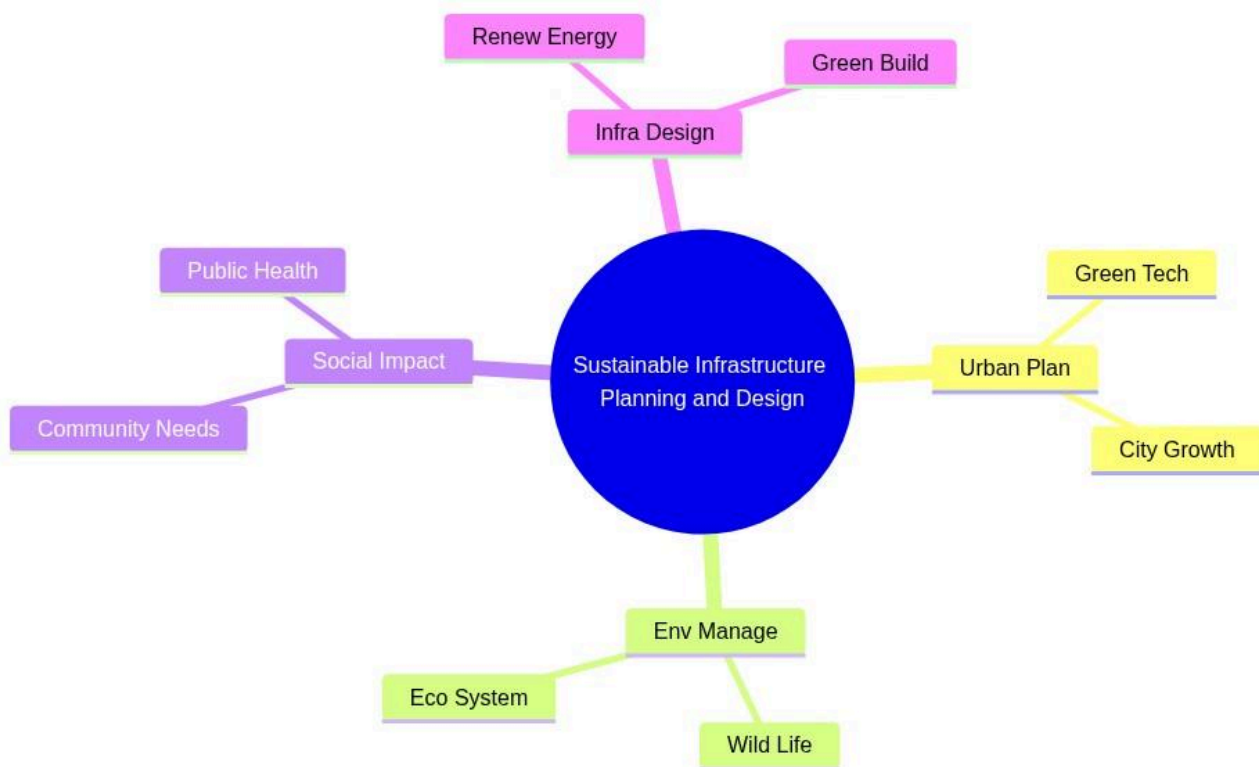 Renew Energy
Green Build
Infra Design
Public Health
Green Tech
Social Impact
Sustainable Infrastructure
Planning and Design
Urban Plan
Community Needs
City Growth
Env Manage
Eco System
Wild Life